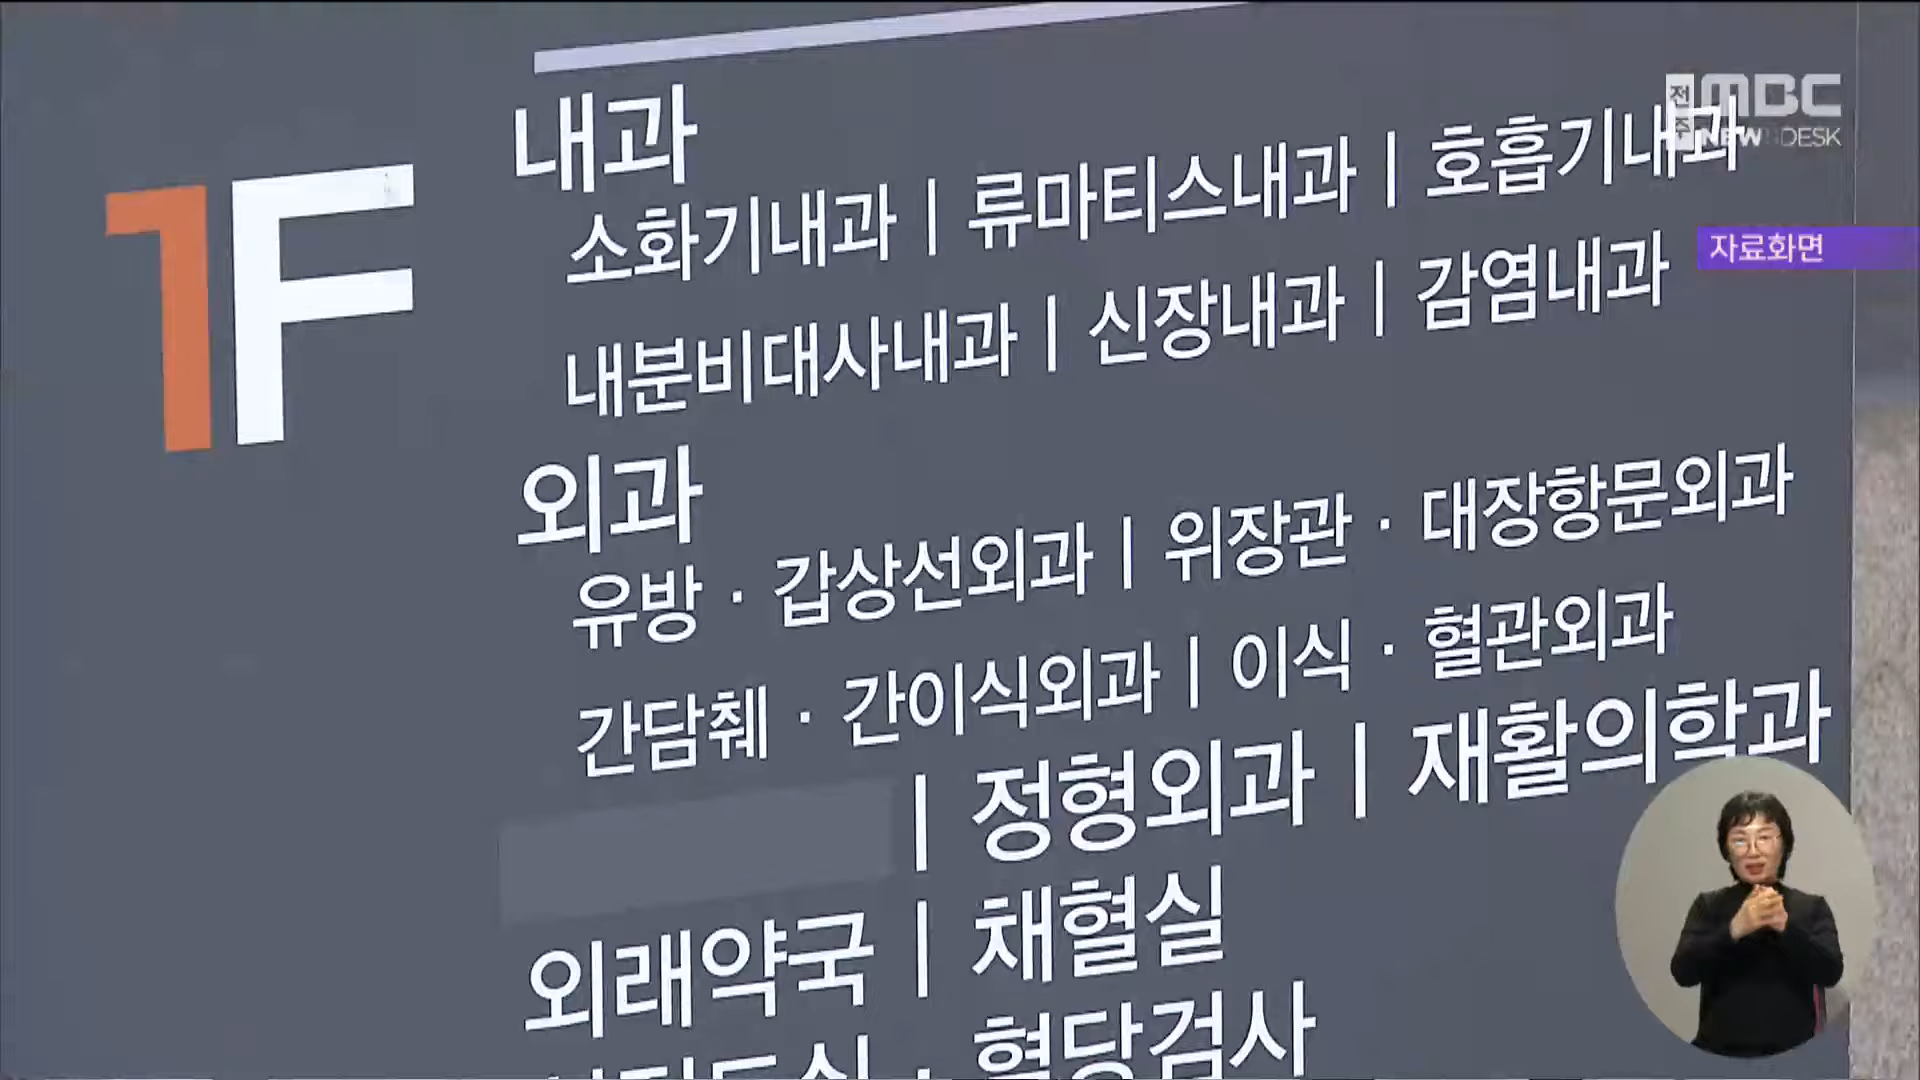 1F
내과
소화기내과 | 류마티스내과 | 호흡기내과
내분비대사내과 | 신장내과 | 감염내과
외과
유방 · 갑상선외과 | 위장관 · 대장항문외과
간담췌 · 간이식외과 | 이식 · 혈관외과
| 정형외과 | 재활의학과
외래약국 | 채혈실
혈당검사
전주 MBC
NEWSDESK
자료화면